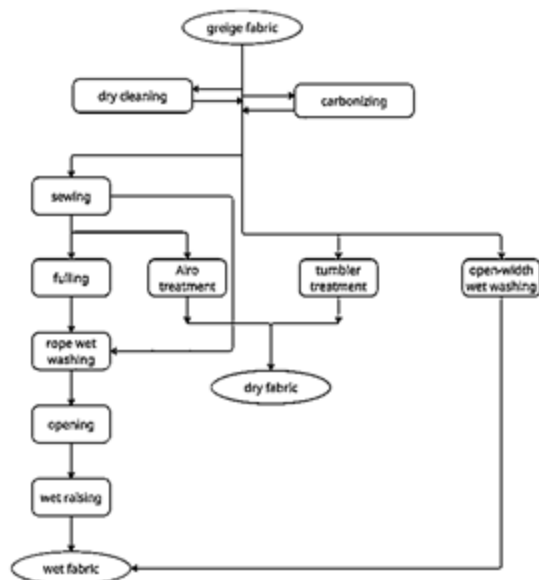 greige fabric
dry cleaning
carbonizing
sewing
fulling
Airo
treatment
tumbler
treatment
open-width
wet washing
rope wet
washing
dry fabric
opening
wet raising
wet fabric